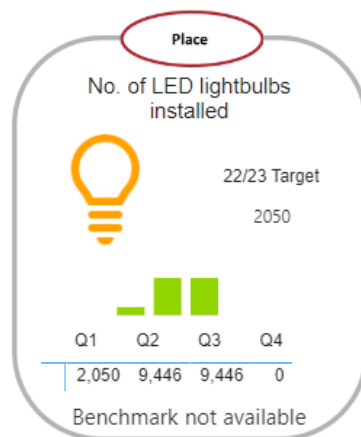 Place
No. of LED lightbulbs
installed
22/23 Target
2050
Q1 Q2 Q3 Q4
2,050 9,446 9,446 0
Benchmark not available